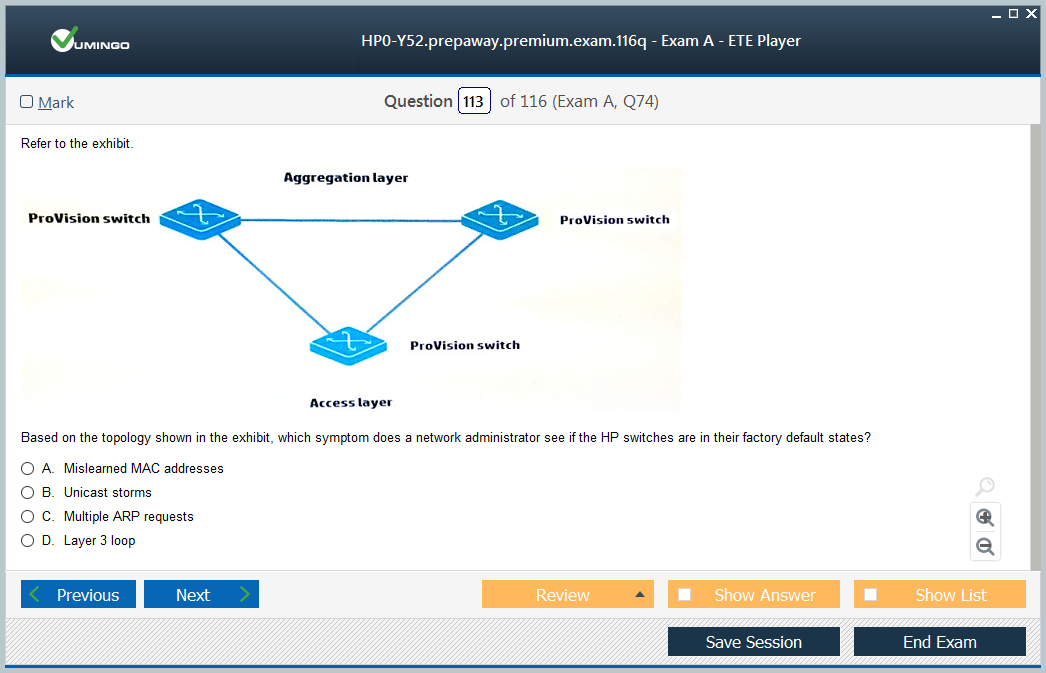 VUMINGO
HP0-Y52.prepaway.premium.exam.116q - Exam A - ETE Player
Mark
Question 113 of 116 (Exam A, Q74)
Refer to the exhibit.
Aggregation layer
ProVision switch
ProVision switch
ProVision switch
Access layer
Based on the topology shown in the exhibit, which symptom does a network administrator see if the HP switches are in their factory default states?
A. Mislearned MAC addresses
B. Unicast storms
C. Multiple ARP requests
D. Layer 3 loop
Previous
Next
Review
Show Answer
Show List
Save Session
End Exam